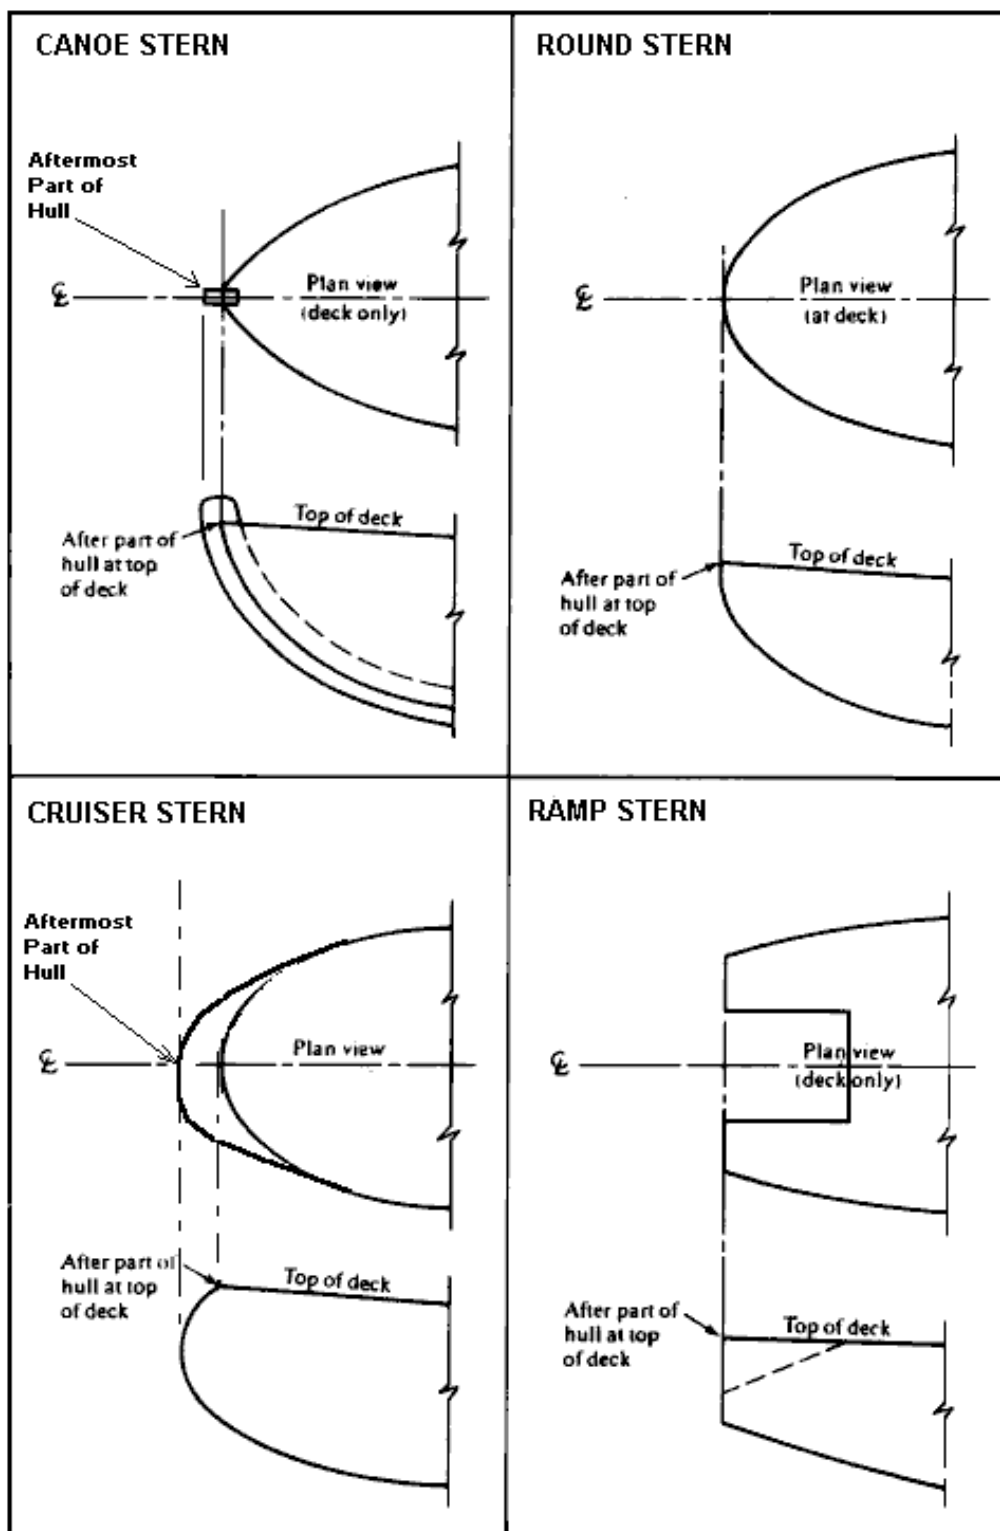 CANOE STERN
Aftermost
Part of
Hull
℄
Plan view
(deck only)
Top of deck
After part of
hull at top
of deck
ROUND STERN
℄
Plan view
(at deck)
Top of deck
After part of
hull at top
of deck
CRUISER STERN
Aftermost
Part of
Hull
℄
Plan view
After part of
hull at top
of deck
Top of deck
RAMP STERN
℄
Plan view
(deck only)
After part of
hull at top
of deck
Top of deck